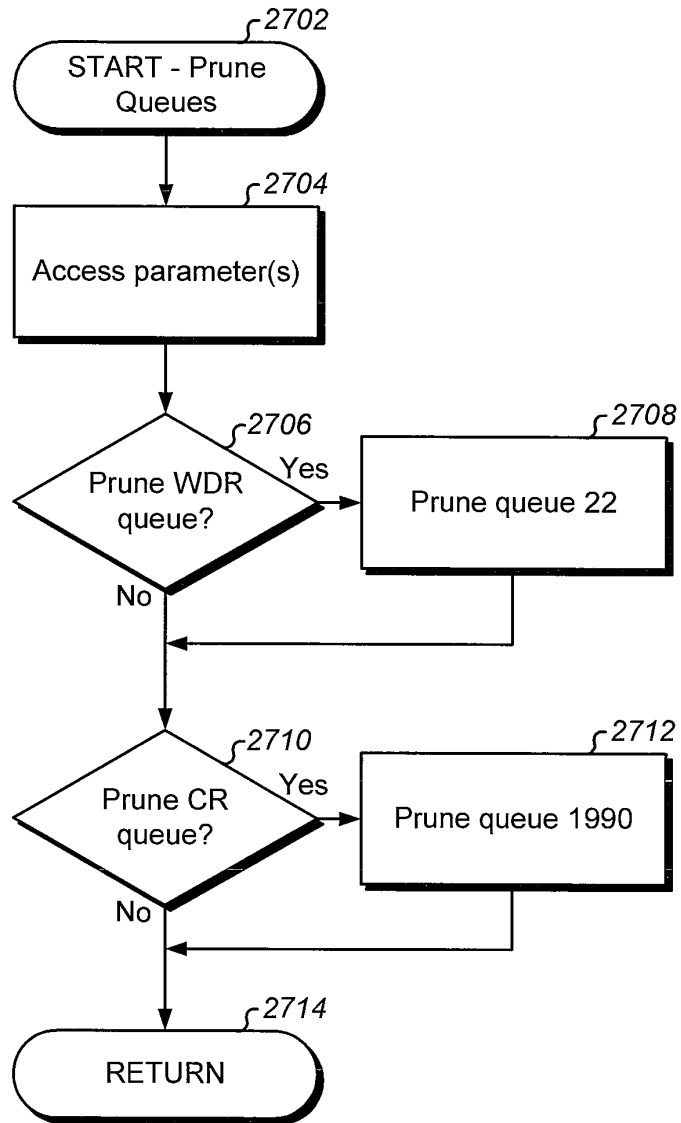 2702
START - Prune
Queues
2704
Access parameter(s)
2706
Prune WDR
queue?
Yes
No
2708
Prune queue 22
2710
Prune CR
queue?
Yes
No
2712
Prune queue 1990
2714
RETURN